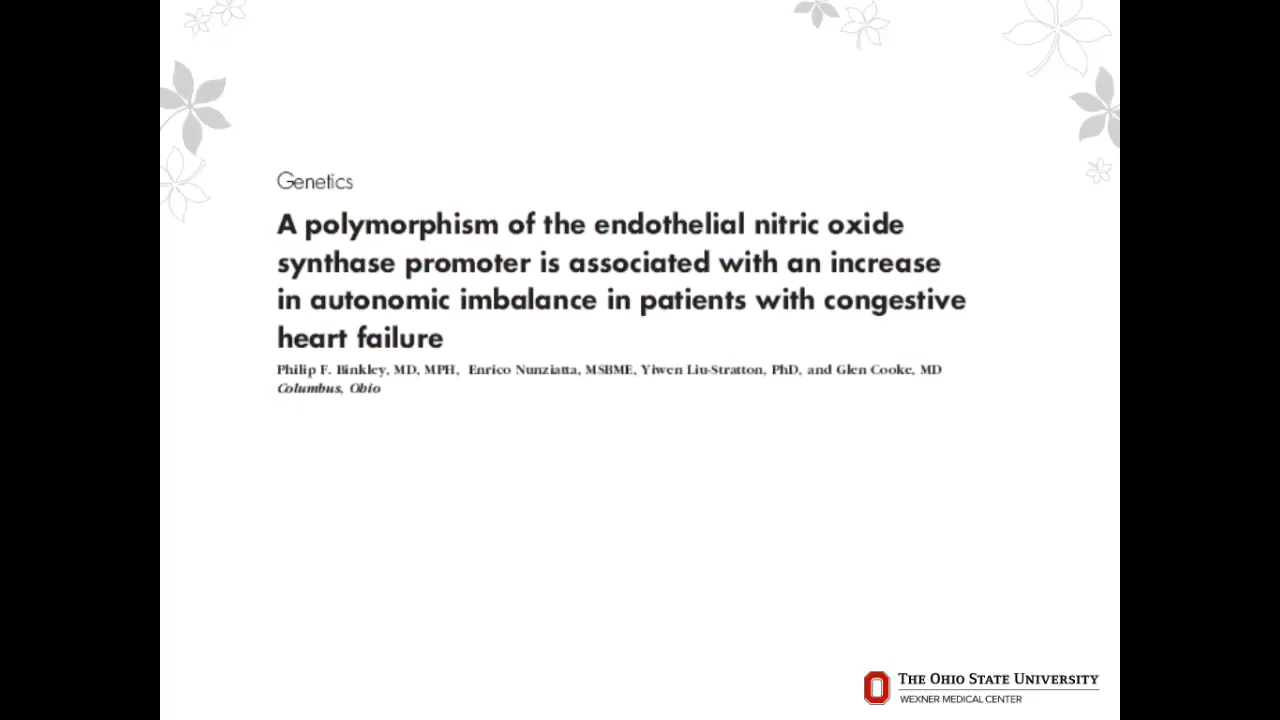 Genetics
A polymorphism of the endothelial nitric oxide
synthase promoter is associated with an increase
in autonomic imbalance in patients with congestive
heart failure
Philip F. Binkley, MD, MPH, Enrico Nunziatta, MSBME, Yiwen Liu-Stratton, PhD, and Glen Cooke, MD
Columbus, Ohio
THE OHIO STATE UNIVERSITY
WEXNER MEDICAL CENTER